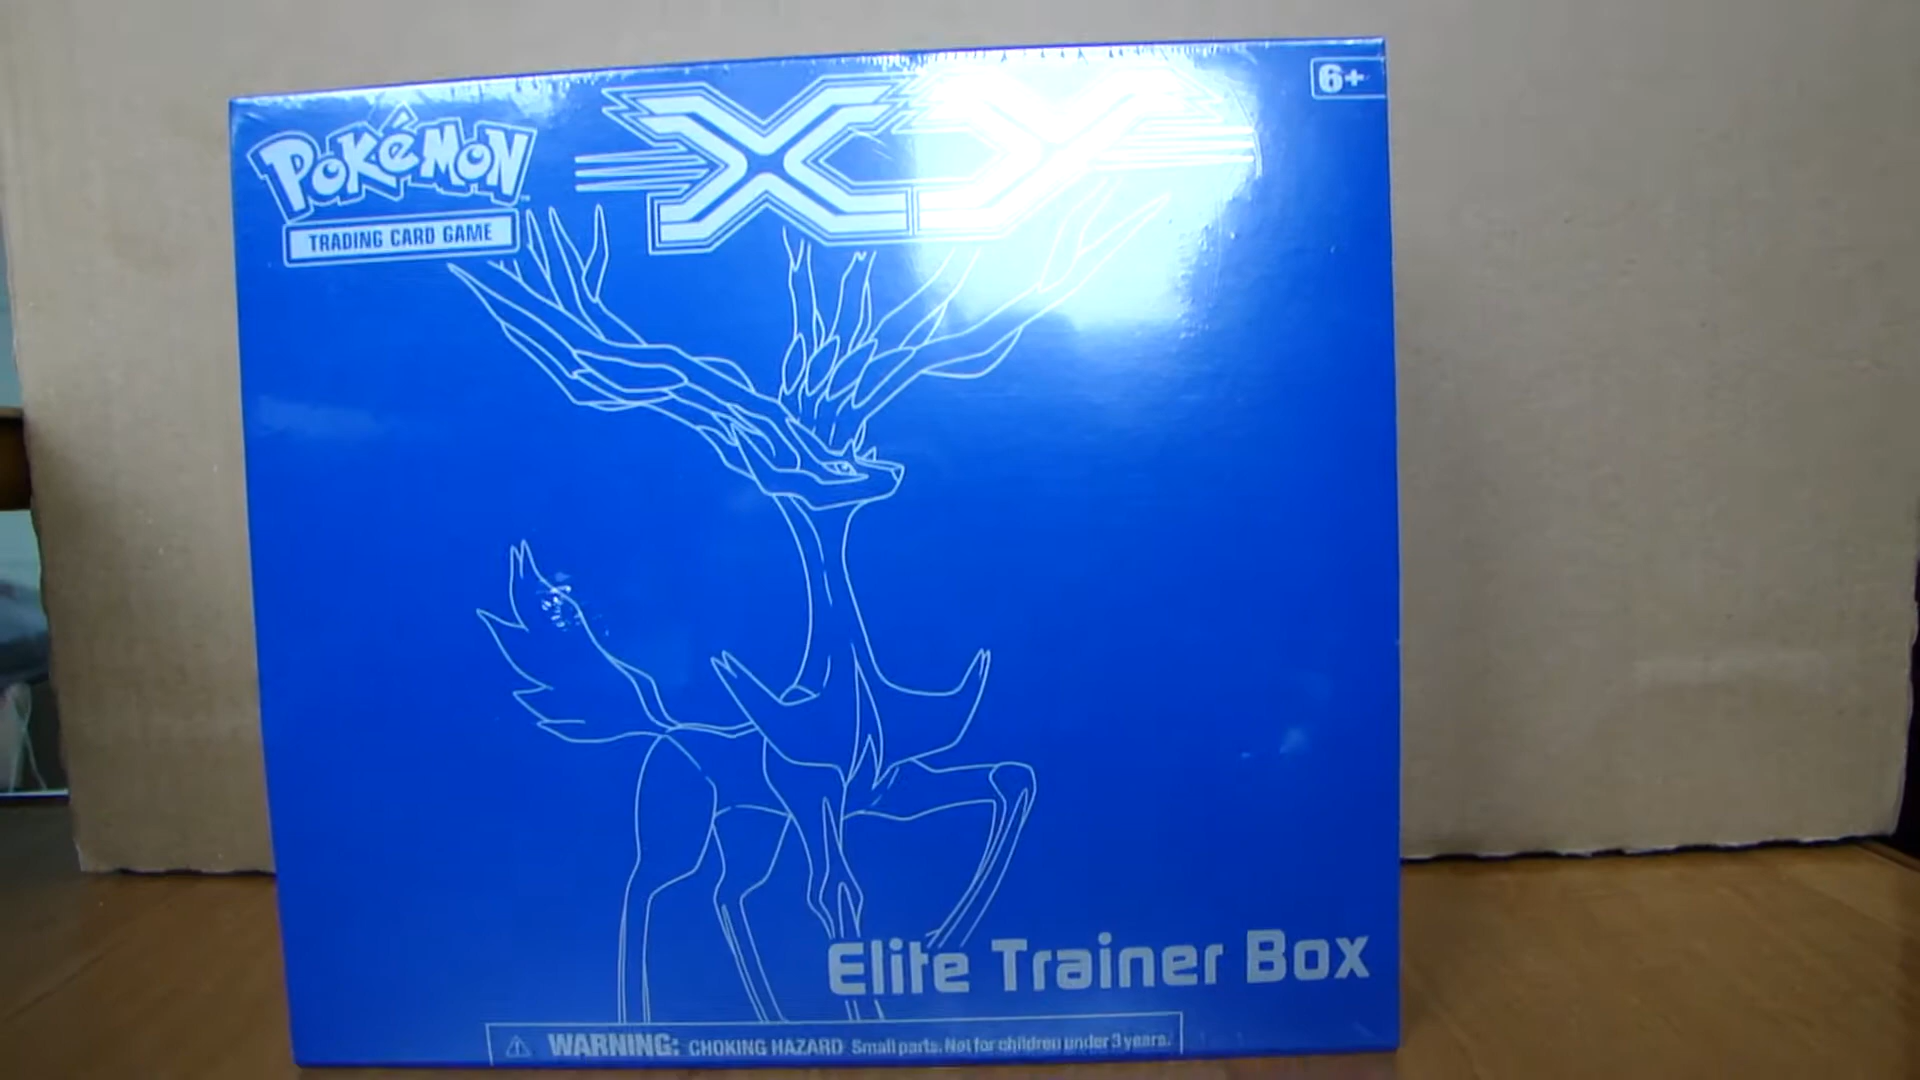 POKéMON
TRADING CARD GAME
XY
6+
Elite Trainer Box
WARNING: CHOKING HAZARD Small parts. Not for children under 3 years.